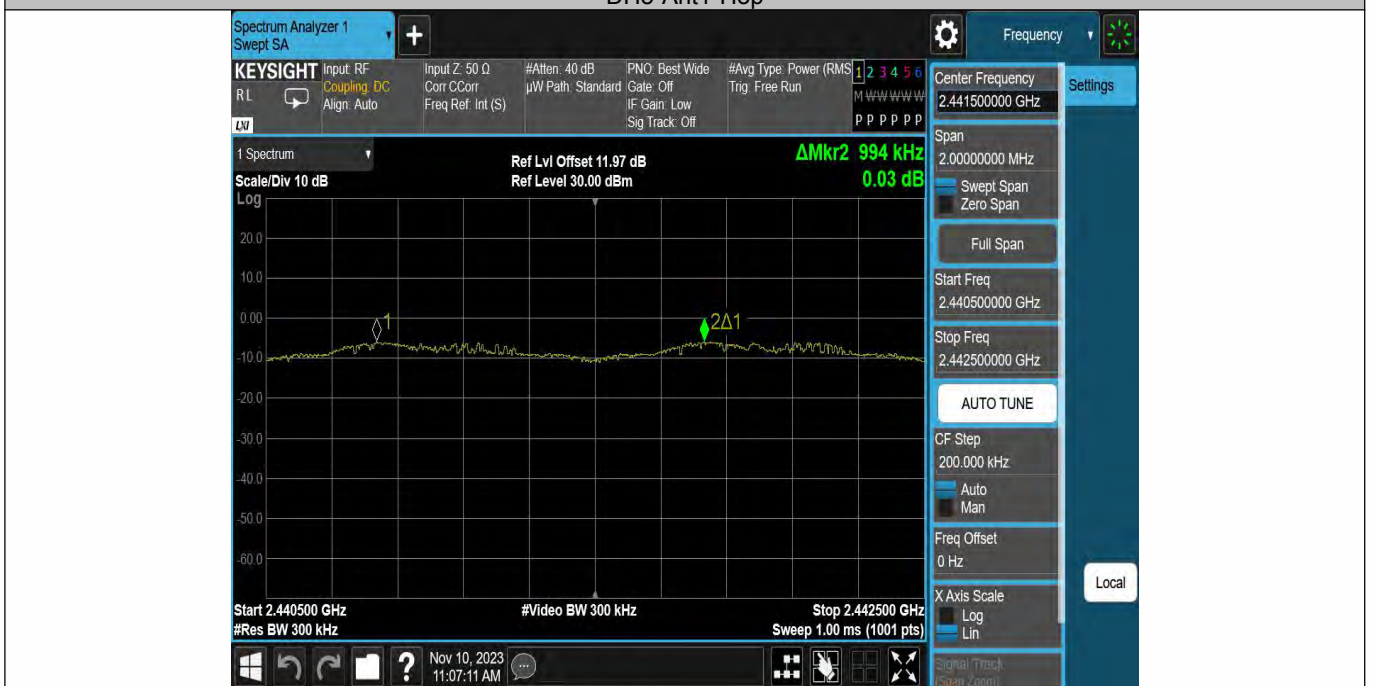 Spectrum Analyzer 1
Swept SA
+
Frequency
KEYSIGHT
R L
LXI
Input: RF
Coupling: DC
Align: Auto
Input Z: 50 Ω
Corr CCorr
Freq Ref: Int (S)
#Atten: 40 dB
µW Path: Standard
PNO: Best Wide
Gate: Off
IF Gain: Low
Sig Track: Off
#Avg Type: Power (RMS
Trig: Free Run
1 2 3 4 5 6
M W W W W W
P P P P P P
Center Frequency
2.441500000 GHz
Settings
1 Spectrum
Scale/Div 10 dB
Log
Ref Lvl Offset 11.97 dB
Ref Level 30.00 dBm
ΔMkr2 994 kHz
0.03 dB
Span
2.00000000 MHz
Swept Span
Zero Span
Full Span
Start Freq
2.440500000 GHz
Stop Freq
2.442500000 GHz
AUTO TUNE
CF Step
200.000 kHz
Auto
Man
Freq Offset
0 Hz
X Axis Scale
Log
Lin
Signal Track
(Span Zoom)
Local
20.0
10.0
0.00
-10.0
-20.0
-30.0
-40.0
-50.0
-60.0
1
2Δ1
Start 2.440500 GHz
#Res BW 300 kHz
#Video BW 300 kHz
Stop 2.442500 GHz
Sweep 1.00 ms (1001 pts)
?
Nov 10, 2023
11:07:11 AM